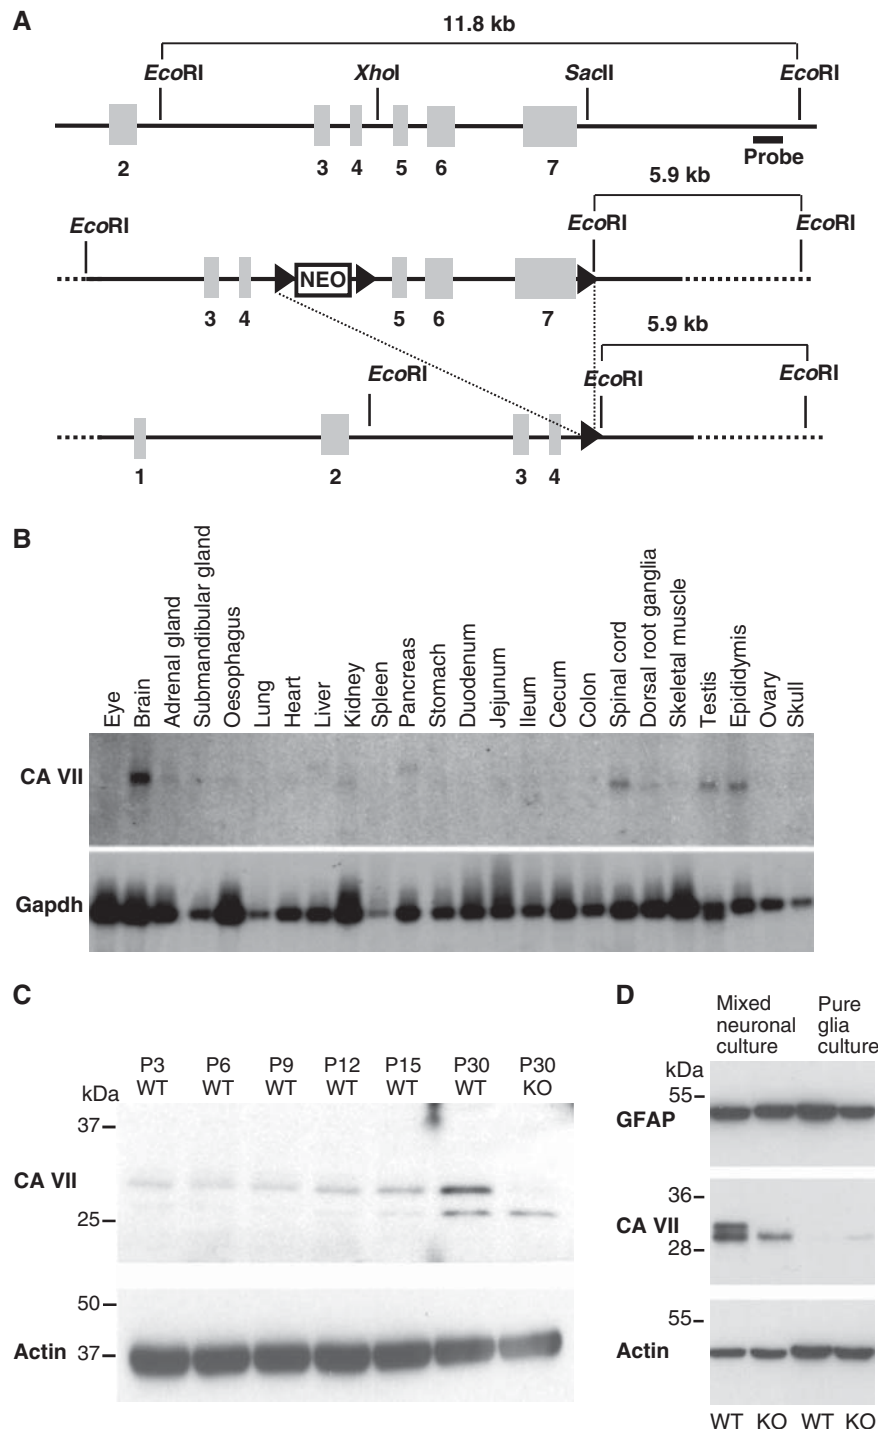 A
11.8 kb
EcoRI XhoI SacII EcoRI
2 3 4 5 6 7 Probe
5.9 kb
EcoRI EcoRI EcoRI
NEO
3 4 5 6 7
5.9 kb
EcoRI EcoRI EcoRI
1 2 3 4
B
Eye
Brain
Adrenal gland
Submandibular gland
Oesophagus
Lung
Heart
Liver
Kidney
Spleen
Pancreas
Stomach
Duodenum
Jejunum
Ileum
Cecum
Colon
Spinal cord
Dorsal root ganglia
Skeletal muscle
Testis
Epididymis
Ovary
Skull
CA VII
Gapdh
C
P3 P6 P9 P12 P15 P30 P30
WT WT WT WT WT WT KO
kDa
37
CA VII
25
50
Actin 37
D
Mixed neuronal culture
Pure glia culture
kDa
55
GFAP
36
CA VII
28
55
Actin
WT KO WT KO